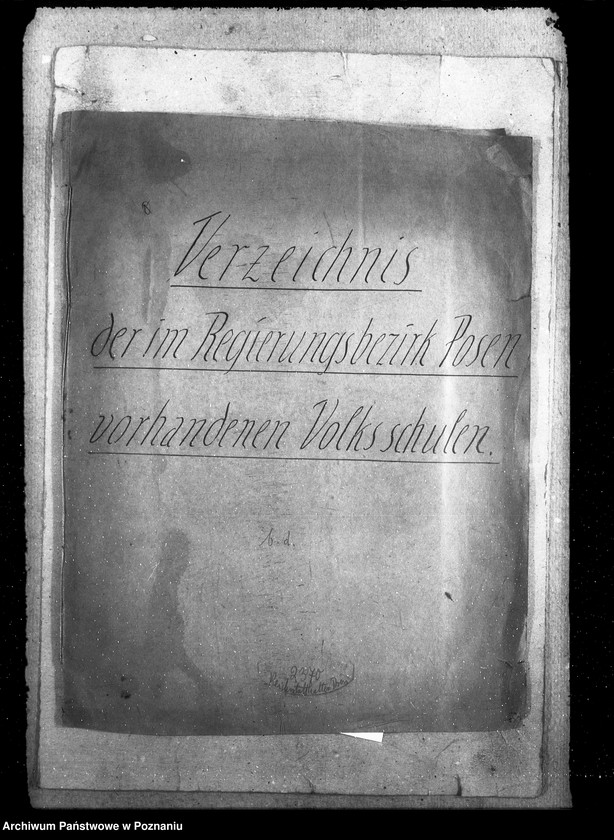 Verzeichnis
der im Regierungsbezirk Posen
vorhandenen Volksschulen.
b.d.
Archiwum Państwowe w Poznaniu